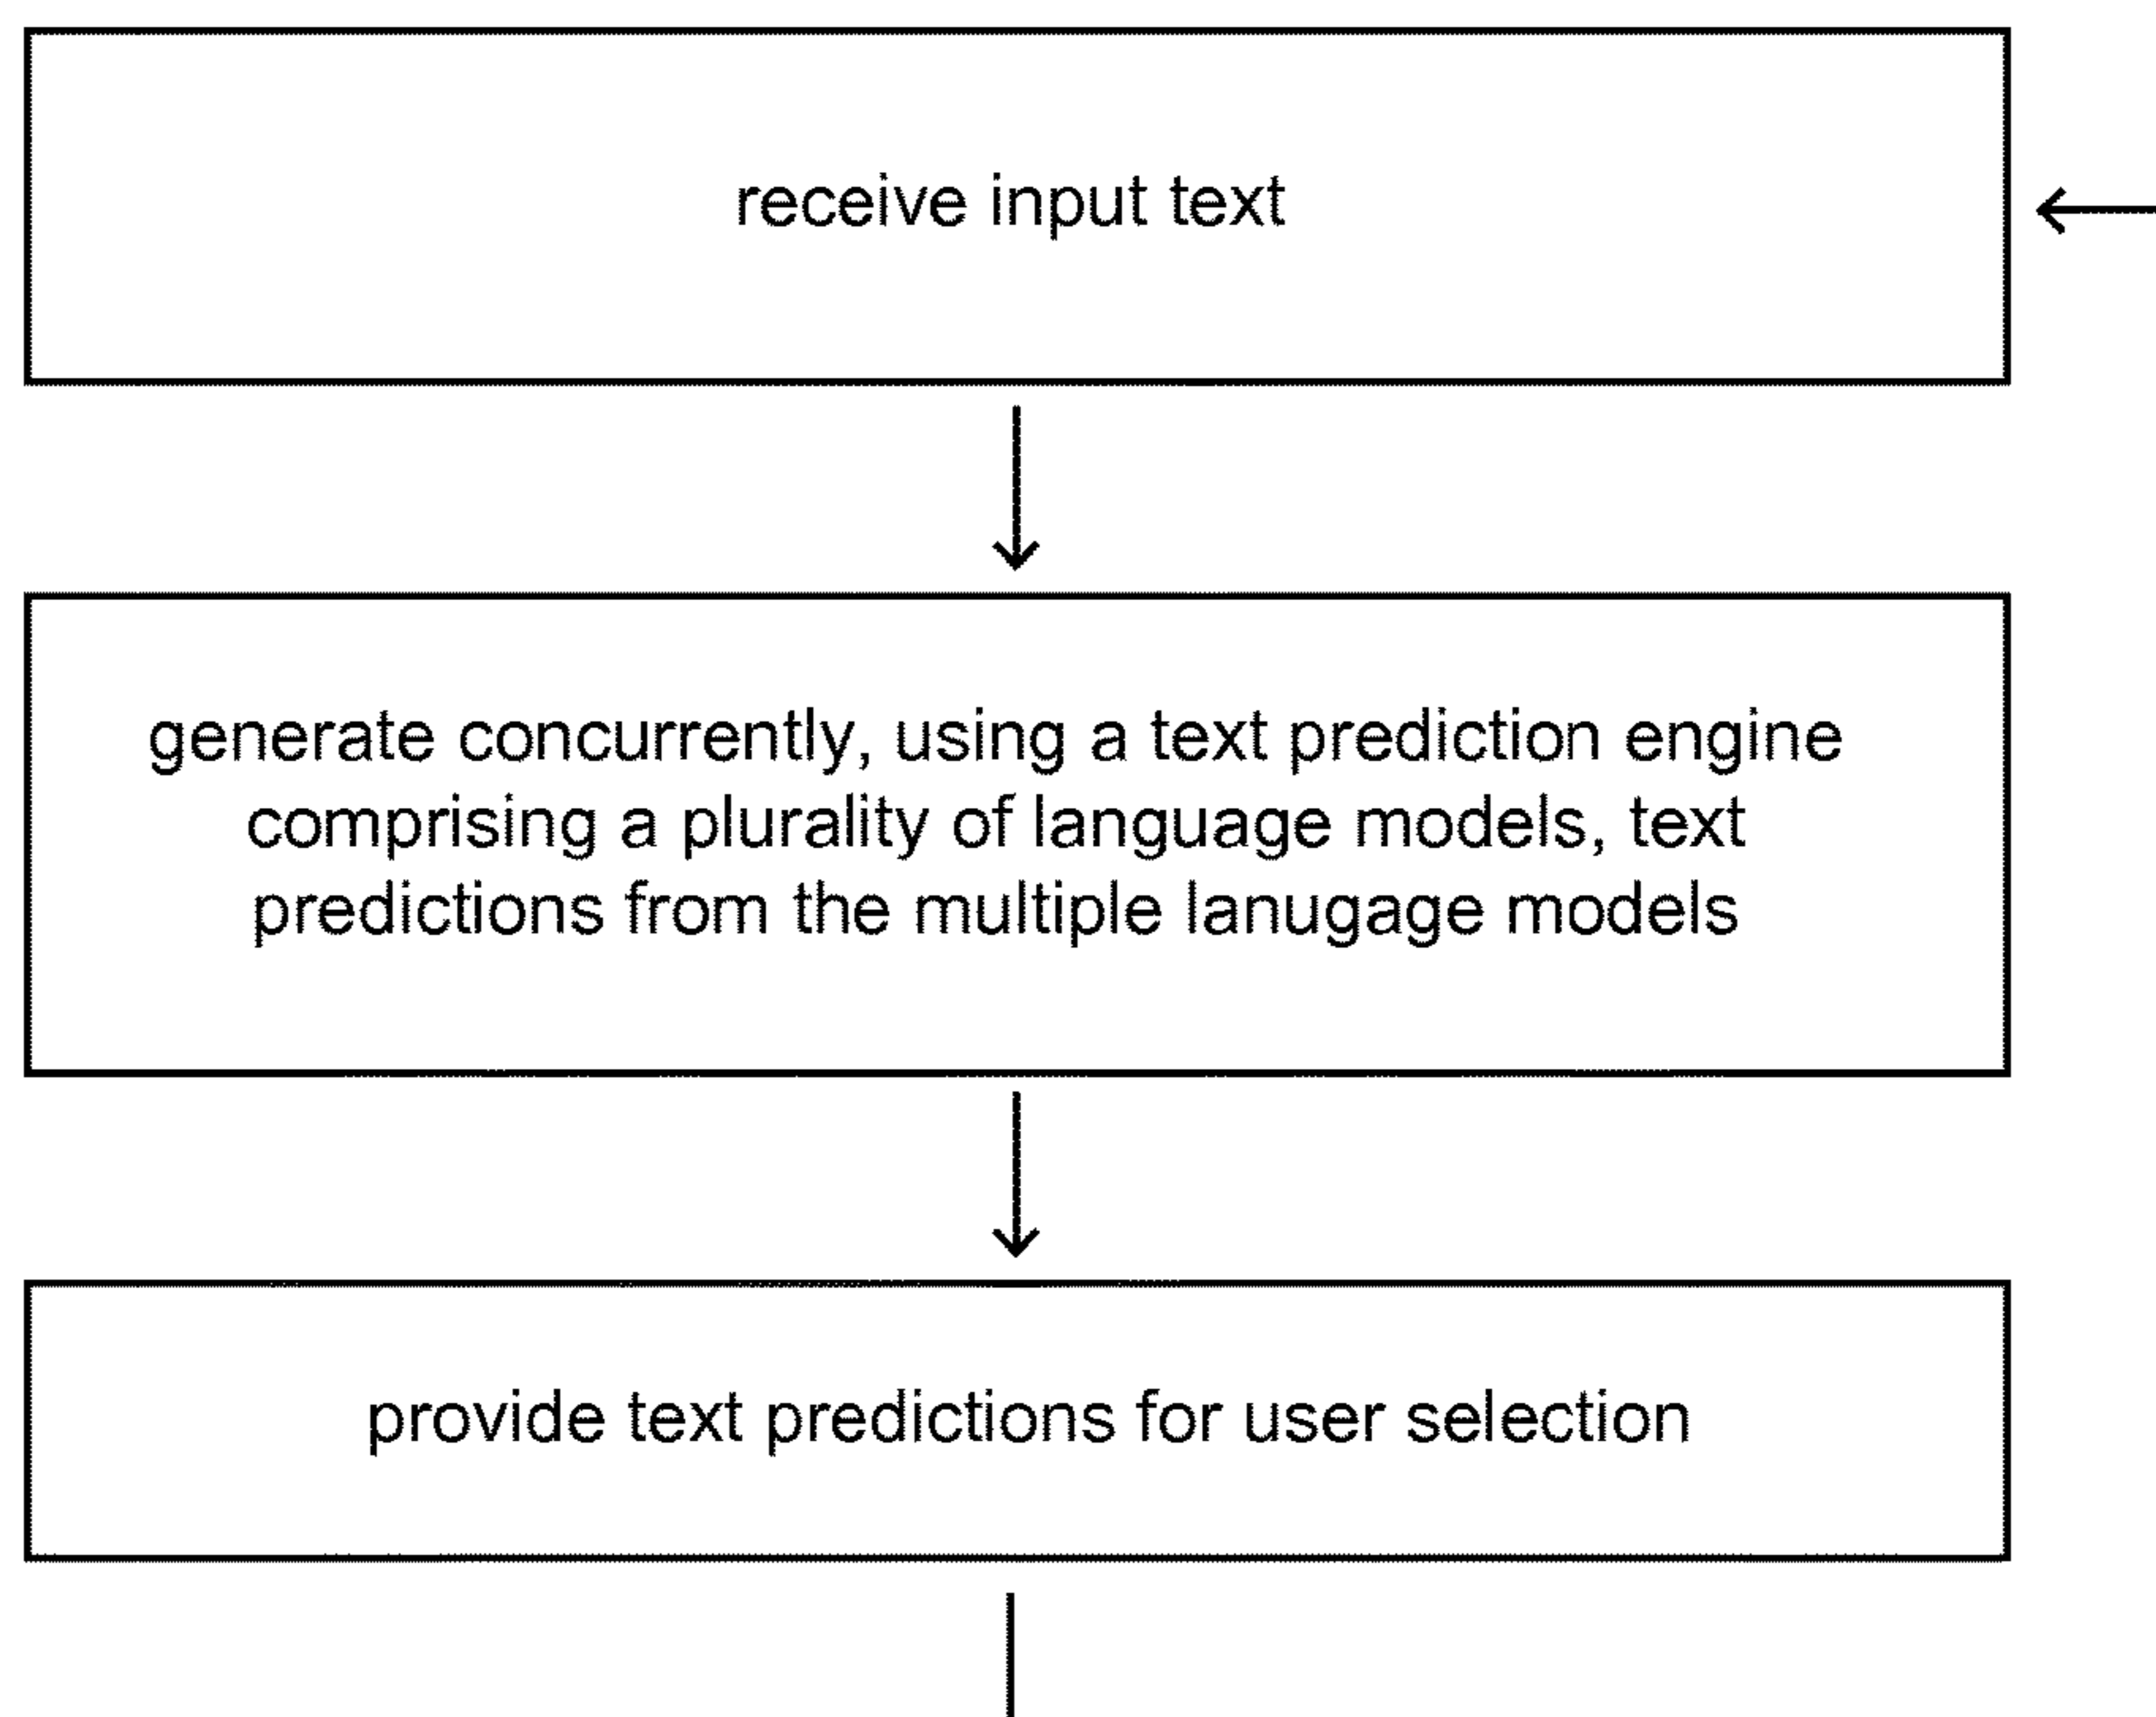 receive input text
generate concurrently, using a text prediction engine
comprising a plurality of language models, text
predictions from the multiple lanugage models
provide text predictions for user selection